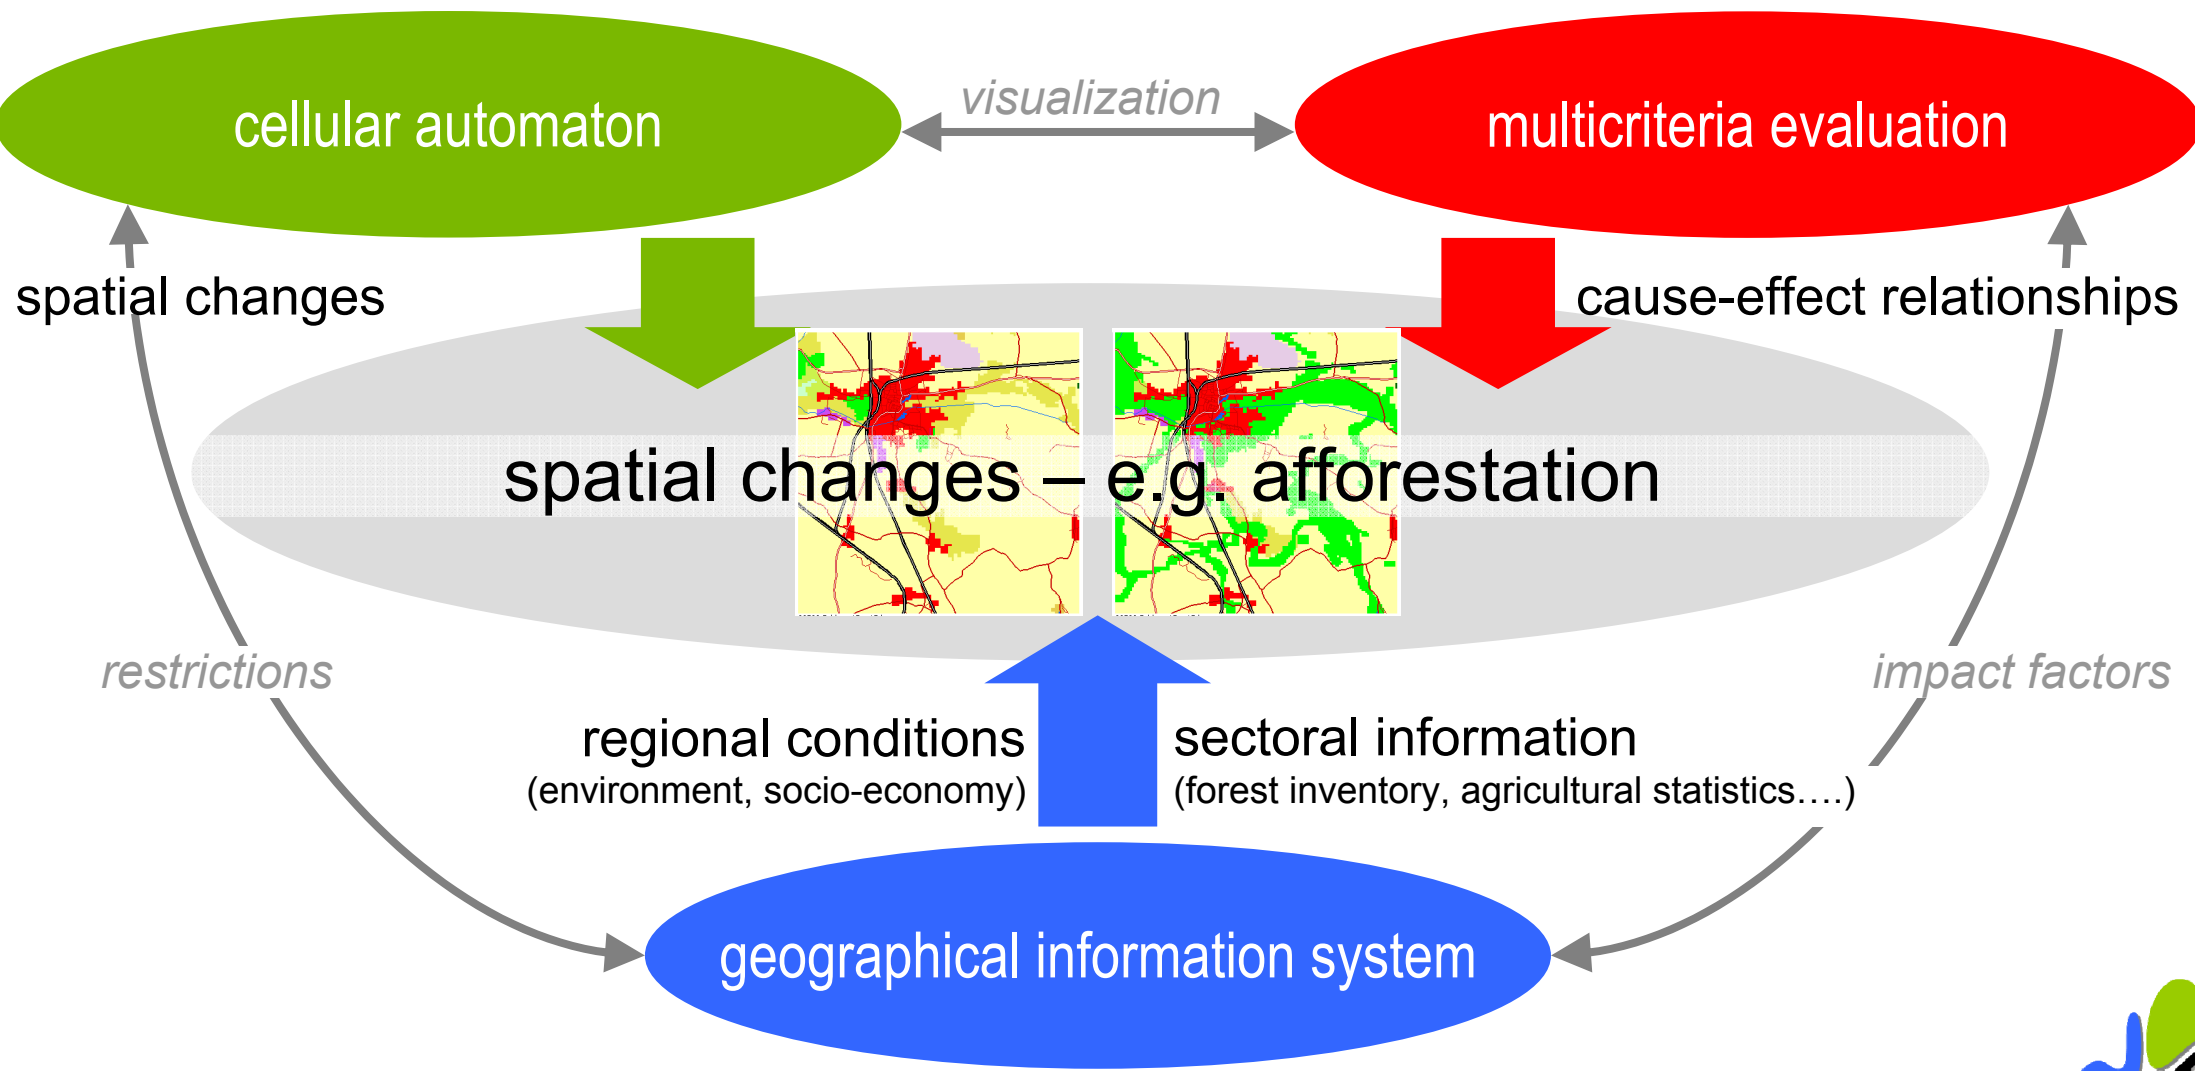 visualization
cellular automaton
multicriteria evaluation
spatial changes
cause-effect relationships
spatial changes – e.g. afforestation
restrictions
impact factors
regional conditions
(environment, socio-economy)
sectoral information
(forest inventory, agricultural statistics….)
geographical information system